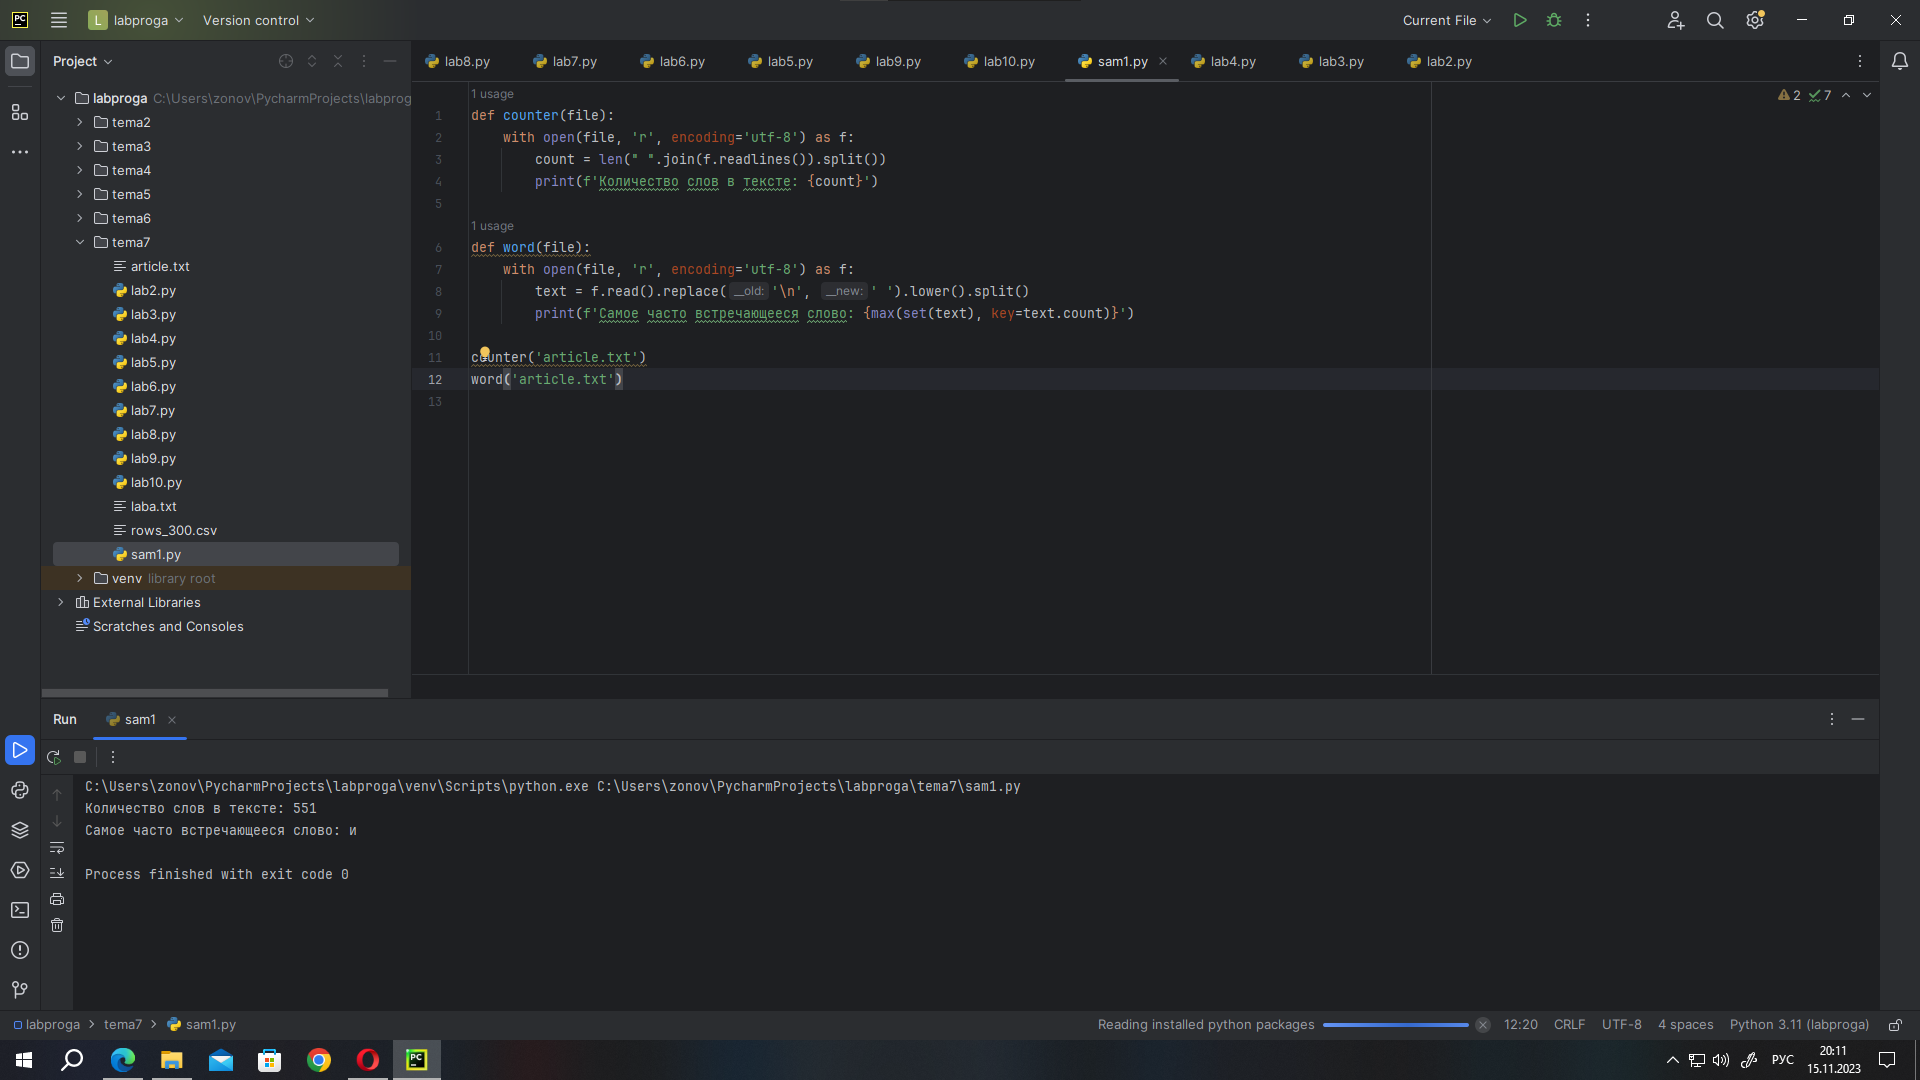 PC
L labproga
Version control
Current File
Project
lab8.py lab7.py lab6.py lab5.py lab9.py lab10.py sam1.py lab4.py lab3.py lab2.py
labproga C:\Users\zonov\PycharmProjects\labprog
tema2
tema3
tema4
tema5
tema6
tema7
article.txt
lab2.py
lab3.py
lab4.py
lab5.py
lab6.py
lab7.py
lab8.py
lab9.py
lab10.py
laba.txt
rows_300.csv
sam1.py
venv library root
External Libraries
Scratches and Consoles
2 7
1 usage
1 def counter(file):
2 with open(file, 'r', encoding='utf-8') as f:
3 count = len(" ".join(f.readlines()).split())
4 print(f'Количество слов в тексте: {count}')
5
1 usage
6 def word(file):
7 with open(file, 'r', encoding='utf-8') as f:
8 text = f.read().replace( __old: '\n', __new: ' ').lower().split()
9 print(f'Самое часто встречающееся слово: {max(set(text), key=text.count)}')
10
11 counter('article.txt')
12 word('article.txt')
13
Run sam1
C:\Users\zonov\PycharmProjects\labproga\venv\Scripts\python.exe C:\Users\zonov\PycharmProjects\labproga\tema7\sam1.py
Количество слов в тексте: 551
Самое часто встречающееся слово: и
Process finished with exit code 0
labproga > tema7 > sam1.py
Reading installed python packages 12:20 CRLF UTF-8 4 spaces Python 3.11 (labproga)
PC
РУС
20:11
15.11.2023